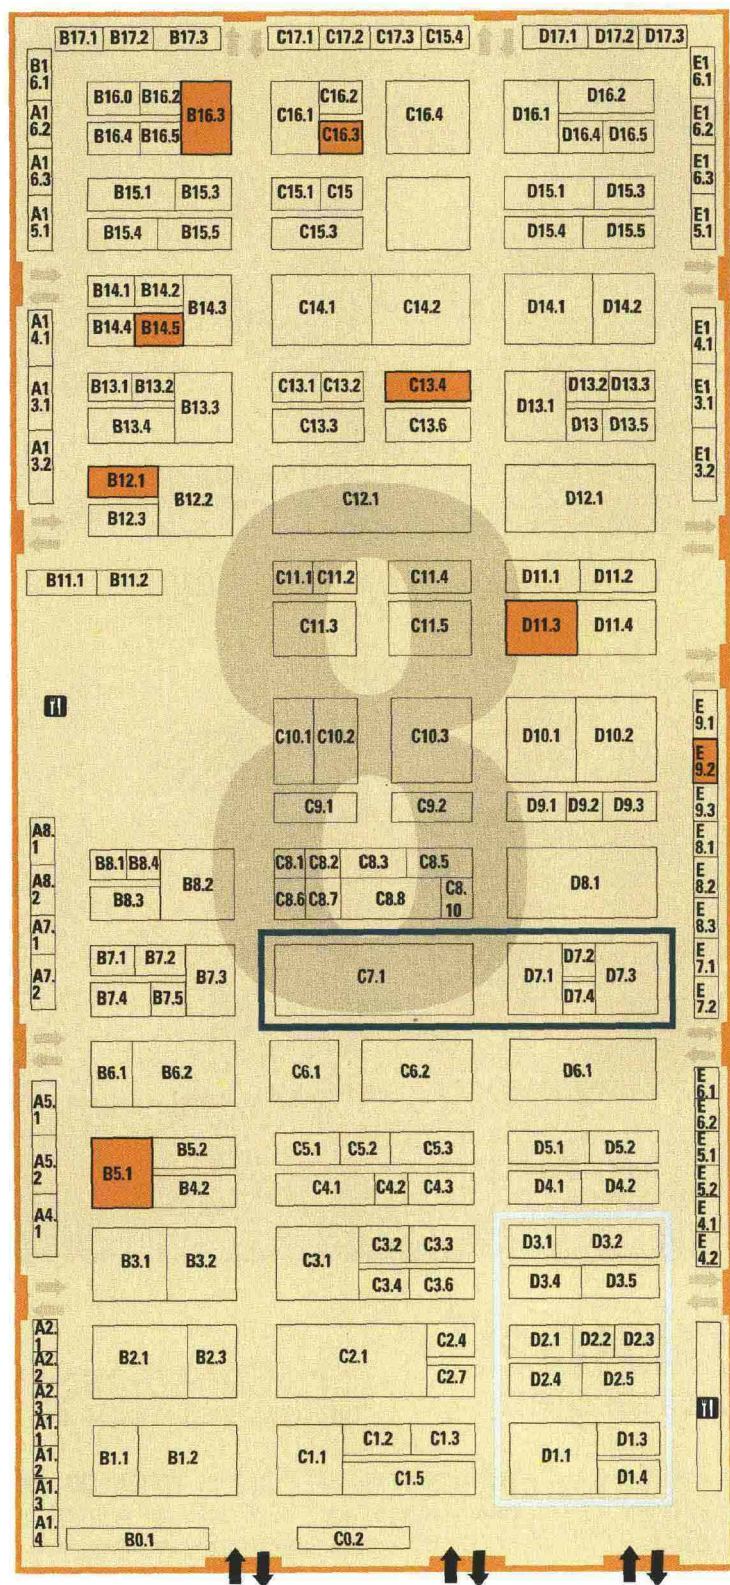 B17.1 B17.2 B17.3 C17.1 C17.2 C17.3 C15.4 D17.1 D17.2 D17.3
B1
6.1
A1
6.2
A1
6.3
A1
5.1
B16.0 B16.2 B16.3
B16.4 B16.5
C16.1 C16.2 C16.4
C16.3
D16.1 D16.2
D16.4 D16.5
E1
6.1
E1
6.2
E1
6.3
E1
5.1
B15.1 B15.3 C15.1 C15 D15.1 D15.3
B15.4 B15.5 C15.3 D15.4 D15.5
B14.1 B14.2 B14.3 C14.1 C14.2 D14.1 D14.2
B14.4 B14.5
A1
4.1
A1
3.1
A1
3.2
E1
4.1
E1
3.1
E1
3.2
B13.1 B13.2 B13.3 C13.1 C13.2 C13.4 D13.1 D13.2 D13.3
B13.4 C13.3 C13.6 D13 D13.5
B12.1 B12.2 C12.1 D12.1
B12.3
8
B11.1 B11.2 C11.1 C11.2 C11.4 D11.1 D11.2
C11.3 C11.5 D11.3 D11.4
C10.1 C10.2 C10.3 D10.1 D10.2
E
9.1
E
9.2
E
9.3
E
8.1
E
8.2
E
8.3
E
7.1
E
7.2
C9.1 C9.2 D9.1 D9.2 D9.3
A8.
1
A8.
2
A7.
1
A7.
2
B8.1 B8.4 B8.2 C8.1 C8.2 C8.3 C8.5 D8.1
B8.3 C8.6 C8.7 C8.8 C8.
10
B7.1 B7.2 B7.3 C7.1 D7.1 D7.2 D7.3
B7.4 B7.5 D7.4
B6.1 B6.2 C6.1 C6.2 D6.1
A5.
1
A5.
2
A4.
1
E
6.1
E
6.2
E
5.1
E
5.2
E
4.1
E
4.2
B5.1 B5.2 C5.1 C5.2 C5.3 D5.1 D5.2
B4.2 C4.1 C4.2 C4.3 D4.1 D4.2
B3.1 B3.2 C3.1 C3.2 C3.3 D3.1 D3.2
C3.4 C3.6 D3.4 D3.5
A2.
1
A2.
2
A2.
3
A1.
1
A1.
2
A1.
3
A1.
4
B2.1 B2.3 C2.1 C2.4 D2.1 D2.2 D2.3
C2.7 D2.4 D2.5
B1.1 B1.2 C1.1 C1.2 C1.3 D1.1 D1.3
C1.5 D1.4
B0.1 C0.2